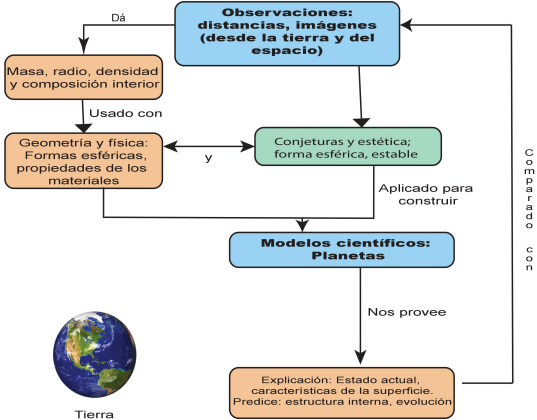 Observaciones:
distancias, imágenes
(desde la tierra y del
espacio)
Dá
Masa, radio, densidad
y composición interior
Usado con
Geometría y física:
Formas esféricas,
propiedades de los
materiales
y
Conjeturas y estética;
forma esférica, estable
Aplicado para
construir
Comparado con
Modelos científicos:
Planetas
Nos provee
Explicación: Estado actual,
características de la superficie.
Predice: estructura interna, evolución
Tierra